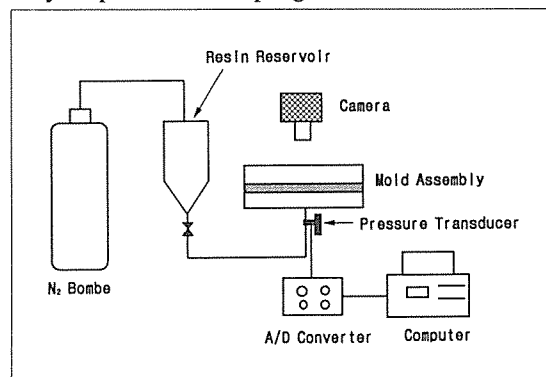 Resin Reservoir
Camera
Mold Assembly
Pressure Transducer
N₂ Bombe
A/D Converter
Computer